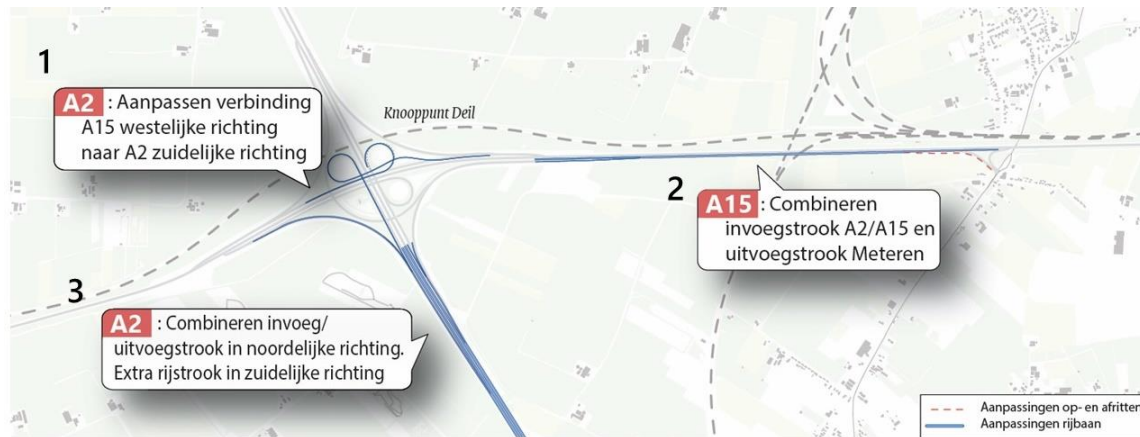 1
A2 : Aanpassen verbinding
A15 westelijke richting
naar A2 zuidelijke richting
Knooppunt Deil
2
A15 : Combineren
invoegstrook A2/A15 en
uitvoegstrook Meteren
3
A2 : Combineren invoeg/
uitvoegstrook in noordelijke richting.
Extra rijstrook in zuidelijke richting
Aanpassingen op- en afritten
Aanpassingen rijbaan